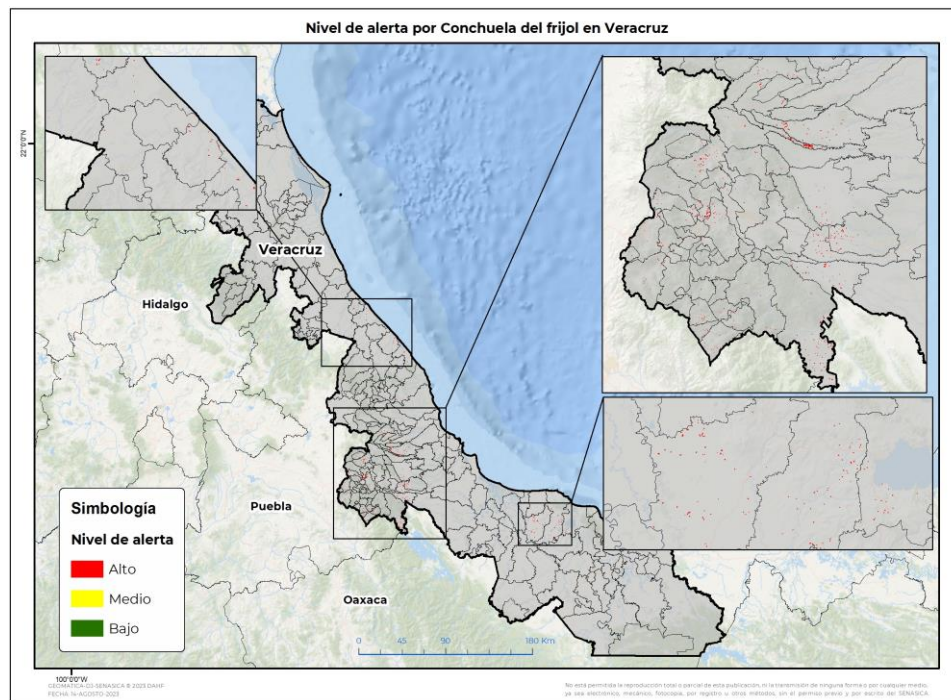 Nivel de alerta por Conchuela del frijol en Veracruz
22°0'0"N
Veracruz
Hidalgo
Puebla
Oaxaca
Simbología
Nivel de alerta
Alto
Medio
Bajo
0 45 90 180 Km
100°0'0"W
GEOMÁTICA-DJ-SENASICA © 2023 DAHF
FECHA: 14-AGOSTO-2023
No está permitida la reproducción total o parcial de esta publicación, ni la transmisión de ninguna forma o por cualquier medio,
ya sea electrónico, mecánico, fotocopia, por registro u otros métodos, sin el permiso previo y por escrito del SENASICA.